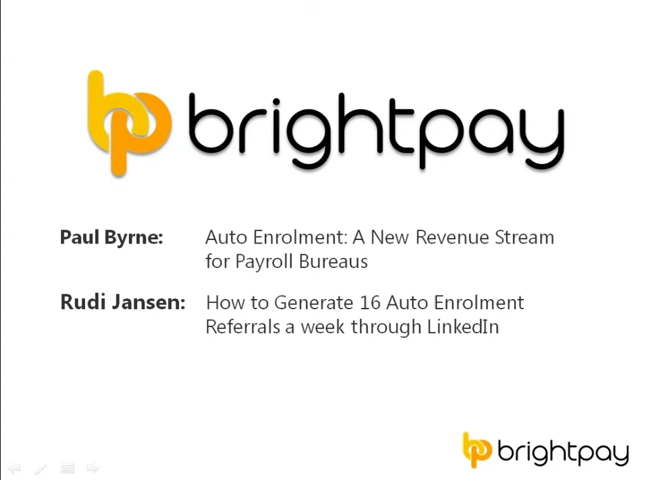 brightpay
Paul Byrne: Auto Enrolment: A New Revenue Stream
for Payroll Bureaus
Rudi Jansen: How to Generate 16 Auto Enrolment
Referrals a week through LinkedIn
brightpay